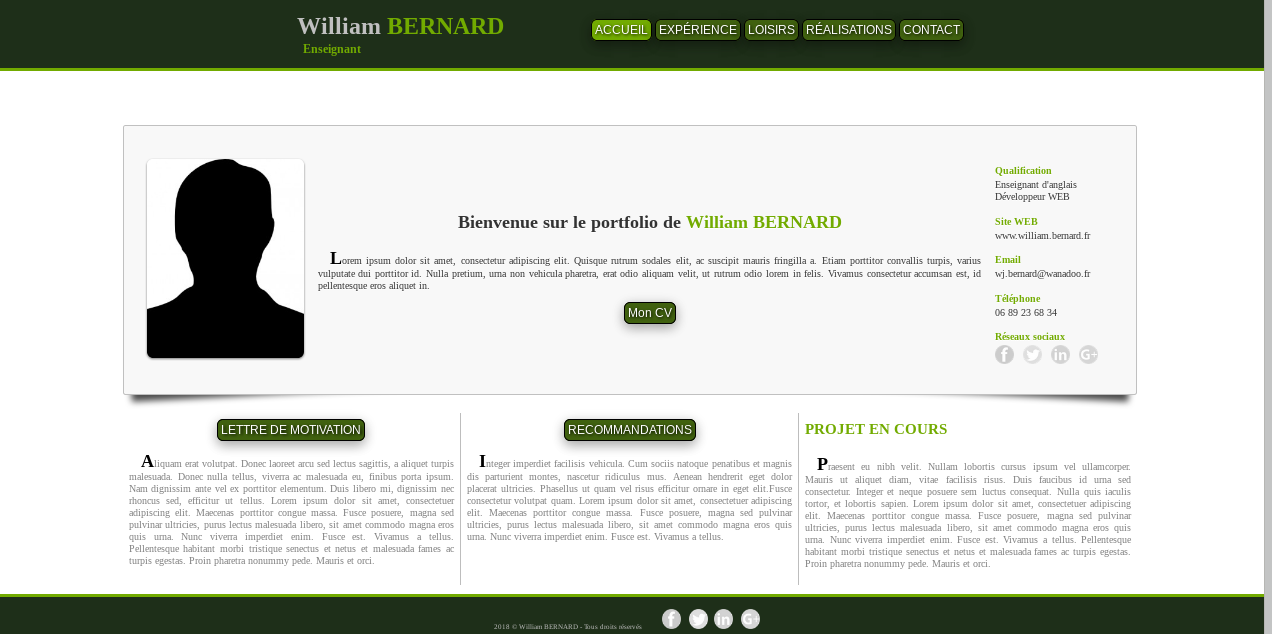 William BERNARD
Enseignant
ACCUEIL EXPÉRIENCE LOISIRS RÉALISATIONS CONTACT
Bienvenue sur le portfolio de William BERNARD
Lorem ipsum dolor sit amet, consectetur adipiscing elit. Quisque rutrum sodales elit, ac suscipit mauris fringilla a. Etiam porttitor convallis turpis, varius
vulputate dui porttitor id. Nulla pretium, urna non vehicula pharetra, erat odio aliquam velit, ut rutrum odio lorem in felis. Vivamus consectetur accumsan est, id
pellentesque eros aliquet in.
Mon CV
Qualification
Enseignant d'anglais
Développeur WEB
Site WEB
www.william.bernard.fr
Email
wj.bernard@wanadoo.fr
Téléphone
06 89 23 68 34
Réseaux sociaux
LETTRE DE MOTIVATION
Aliquam erat volutpat. Donec laoreet arcu sed lectus sagittis, a aliquet turpis
malesuada. Donec nulla tellus, viverra ac malesuada eu, finibus porta ipsum.
Nam dignissim ante vel ex porttitor elementum. Duis libero mi, dignissim nec
rhoncus sed, efficitur ut tellus. Lorem ipsum dolor sit amet, consectetuer
adipiscing elit. Maecenas porttitor congue massa. Fusce posuere, magna sed
pulvinar ultricies, purus lectus malesuada libero, sit amet commodo magna eros
quis urna. Nunc viverra imperdiet enim. Fusce est. Vivamus a tellus.
Pellentesque habitant morbi tristique senectus et netus et malesuada fames ac
turpis egestas. Proin pharetra nonummy pede. Mauris et orci.
RECOMMANDATIONS
Integer imperdiet facilisis vehicula. Cum sociis natoque penatibus et magnis
dis parturient montes, nascetur ridiculus mus. Aenean hendrerit eget dolor
placerat ultricies. Phasellus ut quam vel risus efficitur ornare in eget elit.Fusce
consectetur volutpat quam. Lorem ipsum dolor sit amet, consectetuer adipiscing
elit. Maecenas porttitor congue massa. Fusce posuere, magna sed pulvinar
ultricies, purus lectus malesuada libero, sit amet commodo magna eros quis
urna. Nunc viverra imperdiet enim. Fusce est. Vivamus a tellus.
PROJET EN COURS
Praesent eu nibh velit. Nullam lobortis cursus ipsum vel ullamcorper.
Mauris ut aliquet diam, vitae facilisis risus. Duis faucibus id urna sed
consectetur. Integer et neque posuere sem luctus consequat. Nulla quis iaculis
tortor, et lobortis sapien. Lorem ipsum dolor sit amet, consectetuer adipiscing
elit. Maecenas porttitor congue massa. Fusce posuere, magna sed pulvinar
ultricies, purus lectus malesuada libero, sit amet commodo magna eros quis
urna. Nunc viverra imperdiet enim. Fusce est. Vivamus a tellus. Pellentesque
habitant morbi tristique senectus et netus et malesuada fames ac turpis egestas.
Proin pharetra nonummy pede. Mauris et orci.
2018 © William BERNARD - Tous droits réservés